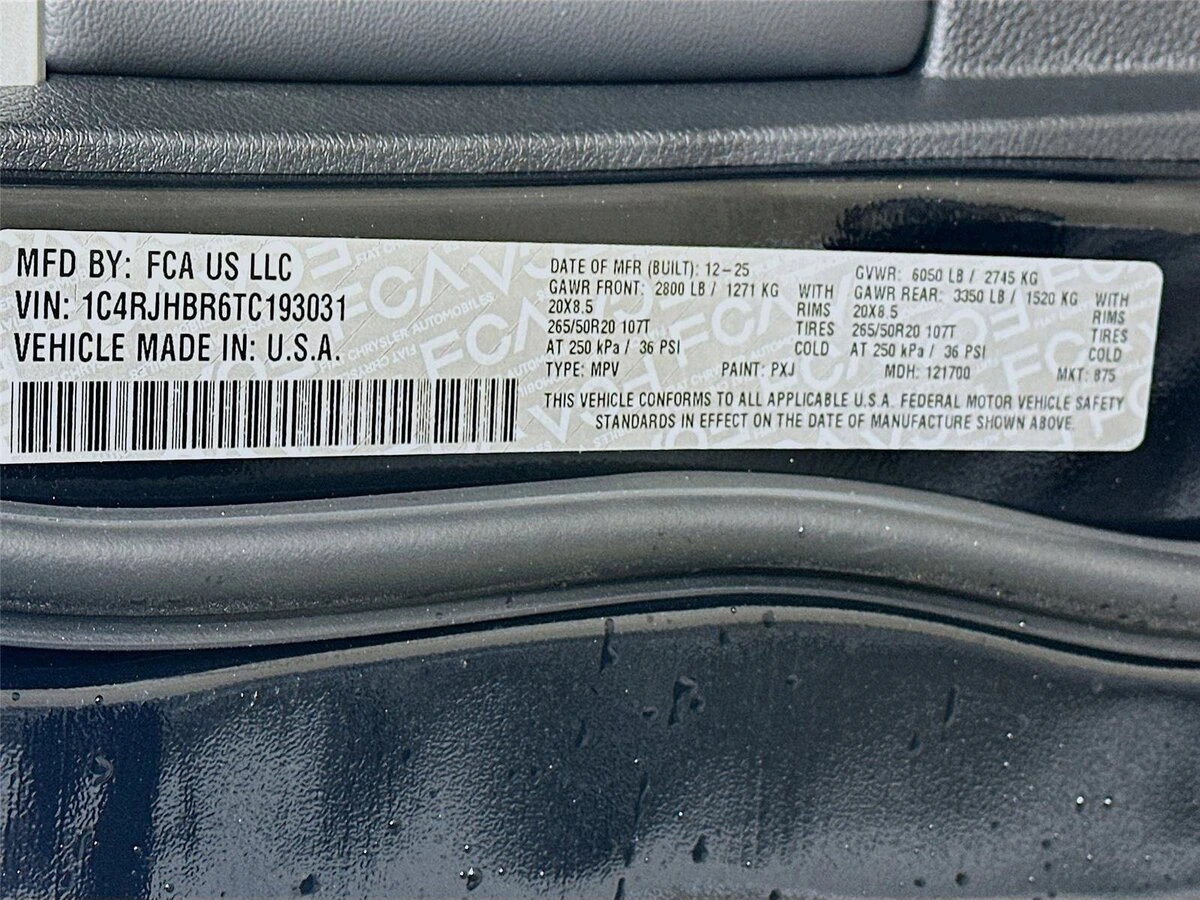 MFD BY: FCA US LLC
VIN: 1C4RJHBR6TC193031
VEHICLE MADE IN: U.S.A.
DATE OF MFR (BUILT): 12-25
GAWR FRONT: 2800 LB / 1271 KG WITH
20X8.5 RIMS
265/50R20 107T TIRES
AT 250 kPa / 36 PSI COLD
TYPE: MPV PAINT: PXJ
GVWR: 6050 LB / 2745 KG
GAWR REAR: 3350 LB / 1520 KG WITH
20X8.5 RIMS
265/50R20 107T TIRES
AT 250 kPa / 36 PSI COLD
MDH: 121700 MKT: 875
THIS VEHICLE CONFORMS TO ALL APPLICABLE U.S.A. FEDERAL MOTOR VEHICLE SAFETY
STANDARDS IN EFFECT ON THE DATE OF MANUFACTURE SHOWN ABOVE.